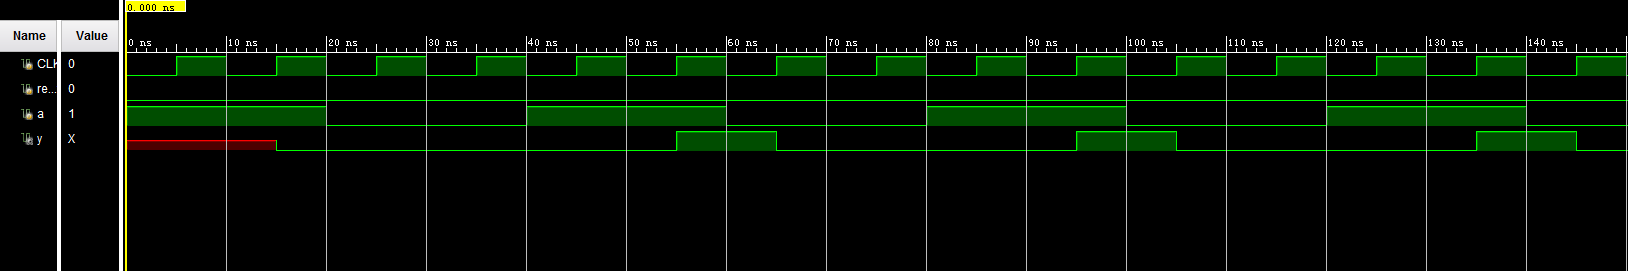 0.000 ns
Name Value
0 ns 10 ns 20 ns 30 ns 40 ns 50 ns 60 ns 70 ns 80 ns 90 ns 100 ns 110 ns 120 ns 130 ns 140 ns
CLK 0
re... 0
a 1
y X